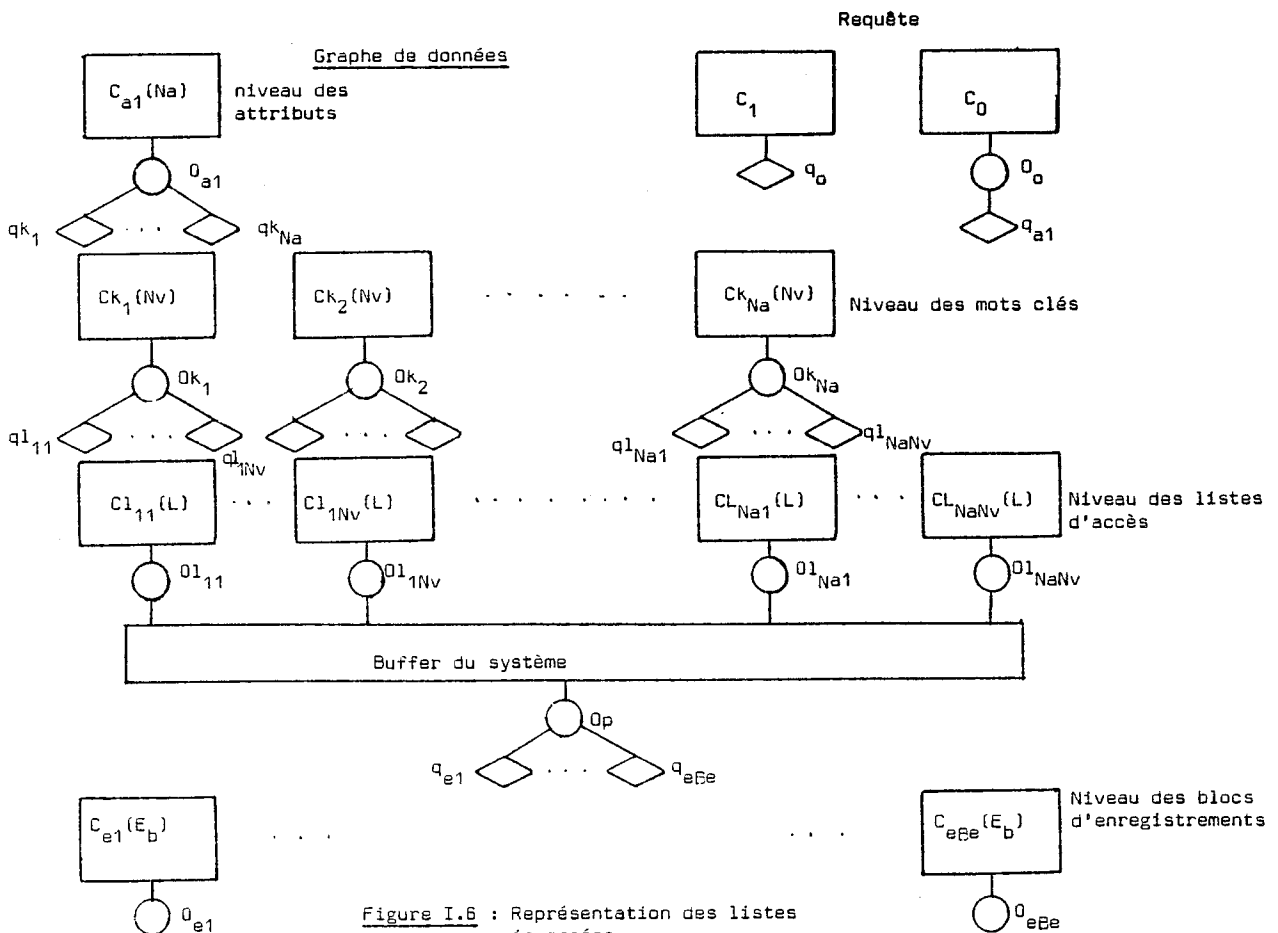 Requête
Graphe de données
C_a1(Na)
niveau des
attributs
C_1
C_0
O_a1
q_o
O_o
qk_1
...
qk_Na
q_a1
Ck_1(Nv)
Ck_2(Nv)
. . . . . .
Ck_Na(Nv)
Niveau des mots clés
Ok_1
Ok_2
Ok_Na
ql_11
...
ql_1Nv
...
ql_Na1
...
ql_NaNv
Cl_11(L)
...
Cl_1Nv(L)
. . . . . . .
CL_Na1(L)
...
CL_NaNv(L)
Niveau des listes
d'accès
Ol_11
Ol_1Nv
Ol_Na1
Ol_NaNv
Buffer du système
Op
q_e1
...
q_eBe
C_e1(E_b)
. . . .
. . .
C_eBe(E_b)
Niveau des blocs
d'enregistrements
O_e1
Figure I.6 : Représentation des listes
O_eBe